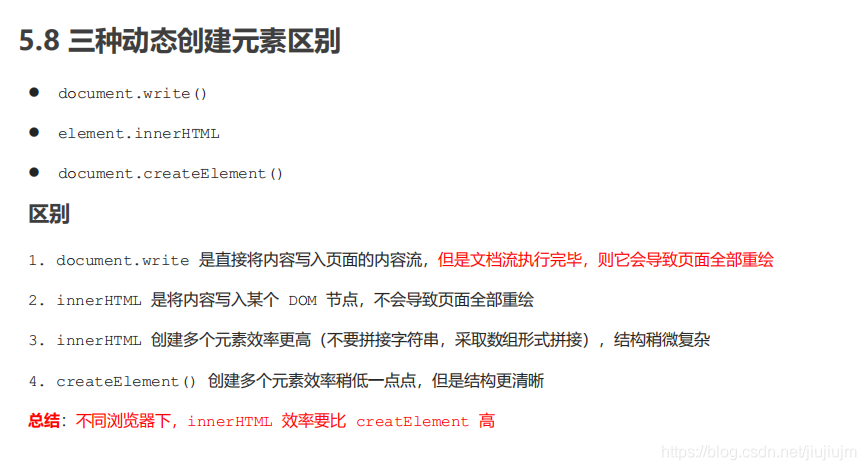 5.8 三种动态创建元素区别
● document.write()
● element.innerHTML
● document.createElement()
区别
1. document.write 是直接将内容写入页面的内容流，但是文档流执行完毕，则它会导致页面全部重绘
2. innerHTML 是将内容写入某个 DOM 节点，不会导致页面全部重绘
3. innerHTML 创建多个元素效率更高（不要拼接字符串，采取数组形式拼接），结构稍微复杂
4. createElement() 创建多个元素效率稍低一点点，但是结构更清晰
总结：不同浏览器下，innerHTML 效率要比 creatElement 高
https://blog.csdn.net/jiujiujm